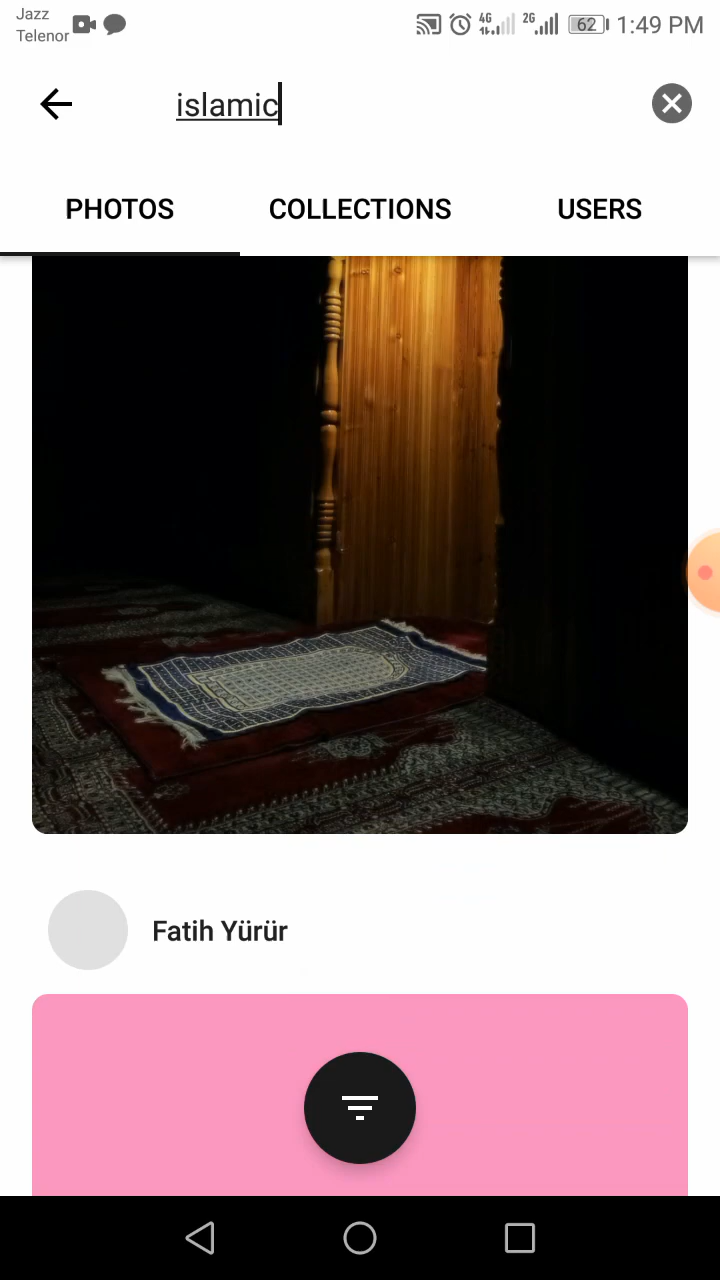 Jazz
Telenor
4G
2G
62
1:49 PM
islamic
PHOTOS
COLLECTIONS
USERS
Fatih Yürür